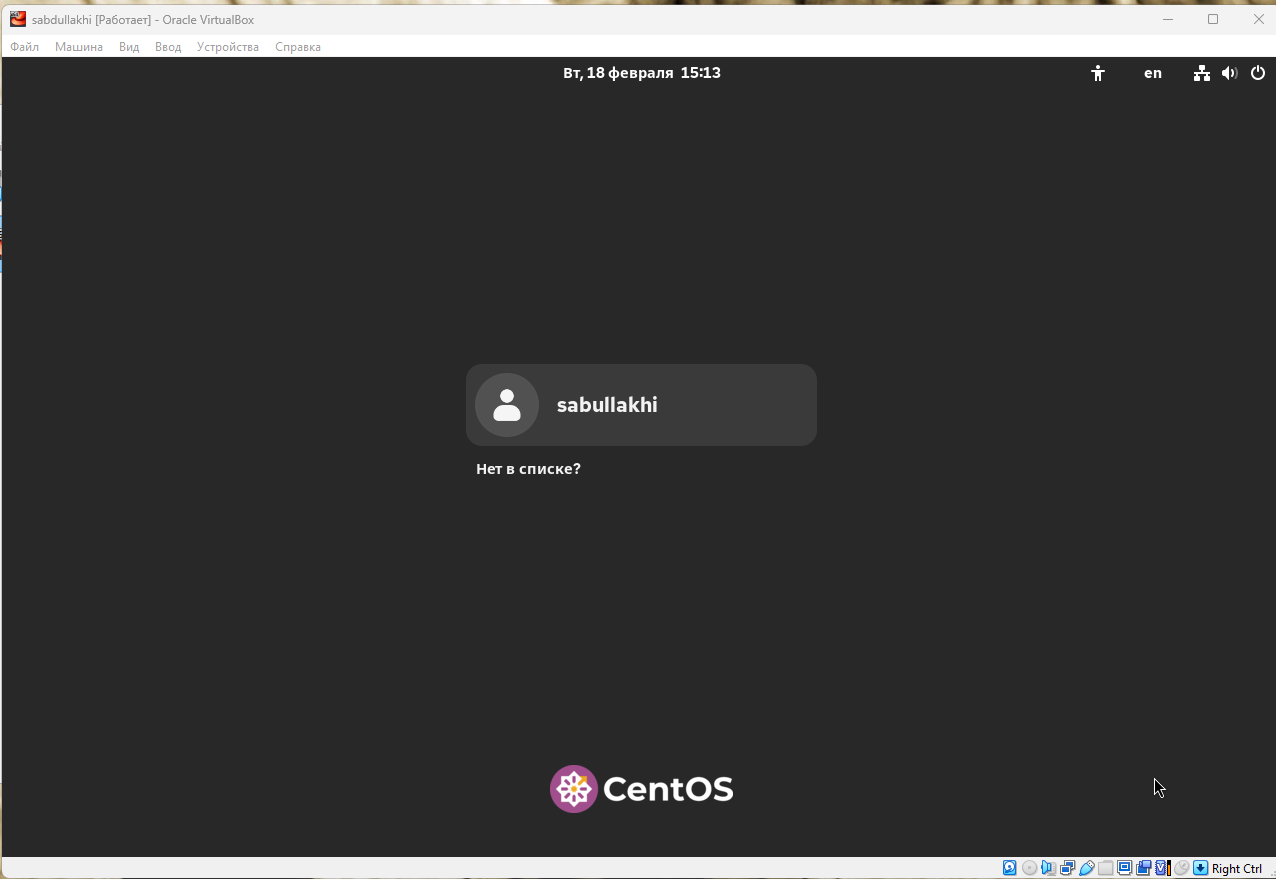 sabdullakhi [Работает] - Oracle VirtualBox
Файл Машина Вид Ввод Устройства Справка
Вт, 18 февраля 15:13 en
sabullakhi
Нет в списке?
CentOS
Right Ctrl